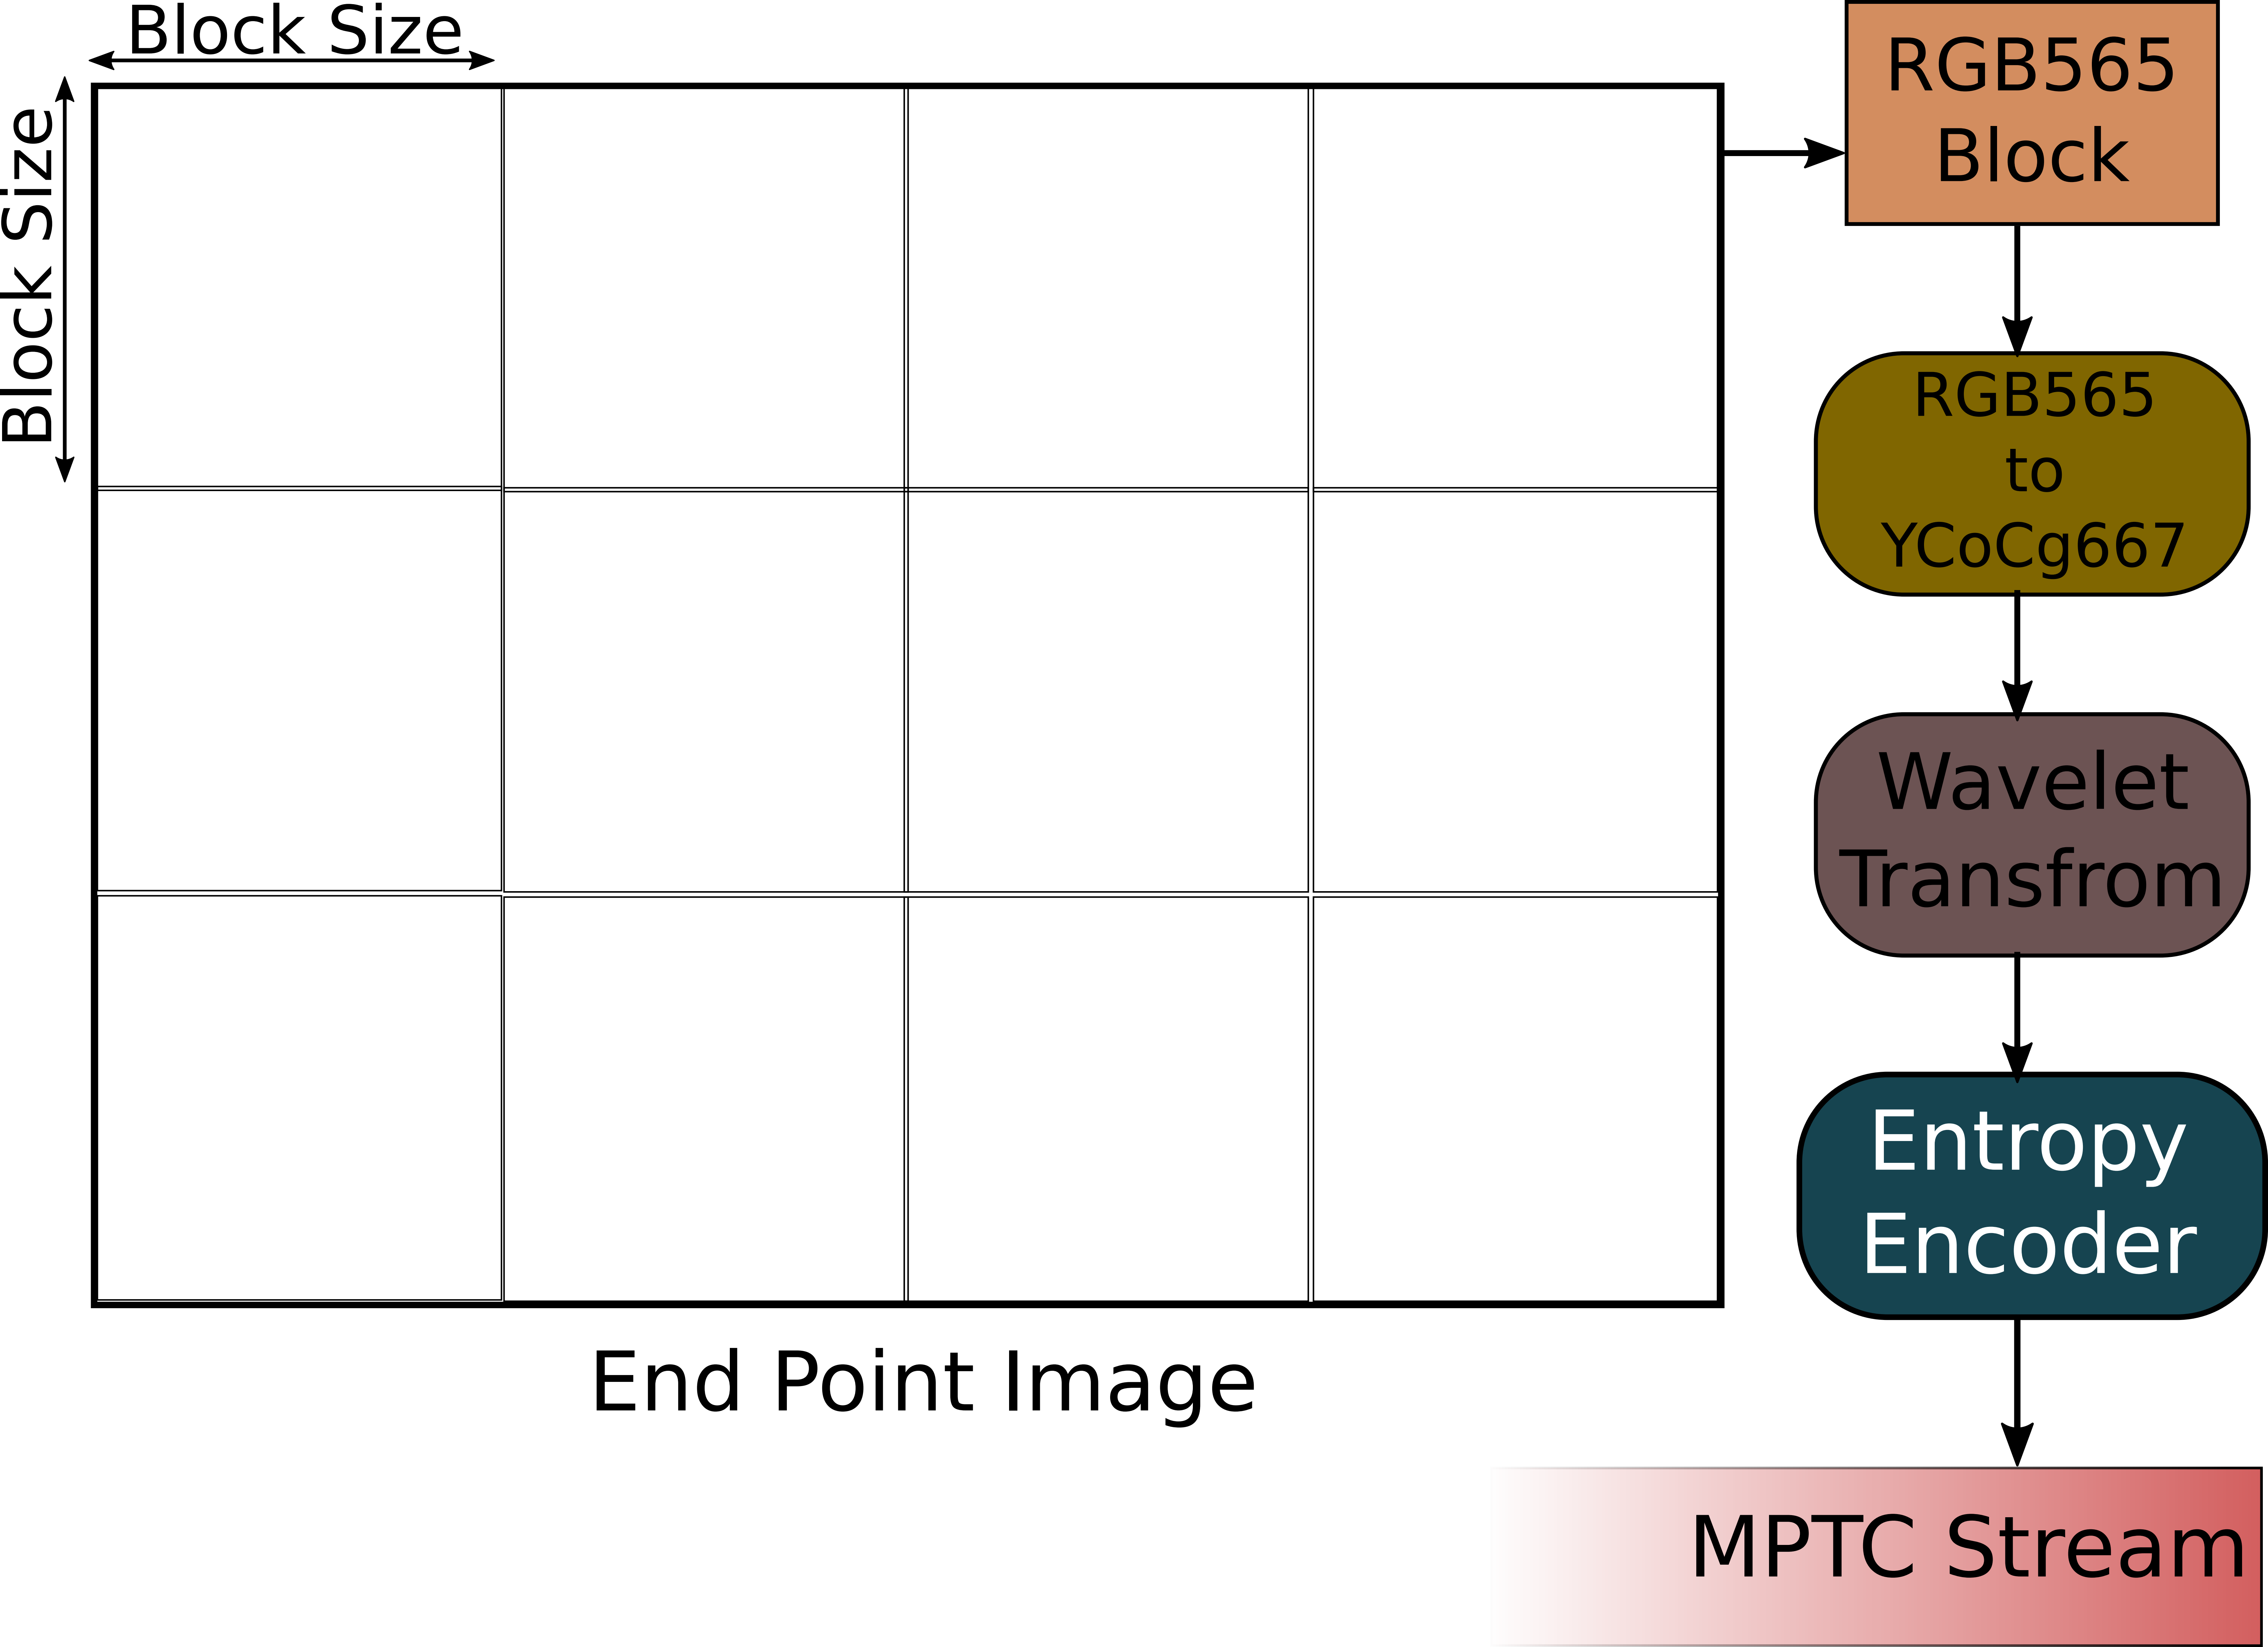 Block Size
Block Size
End Point Image
RGB565
Block
RGB565
to
YCoCg667
Wavelet
Transfrom
Entropy
Encoder
MPTC Stream